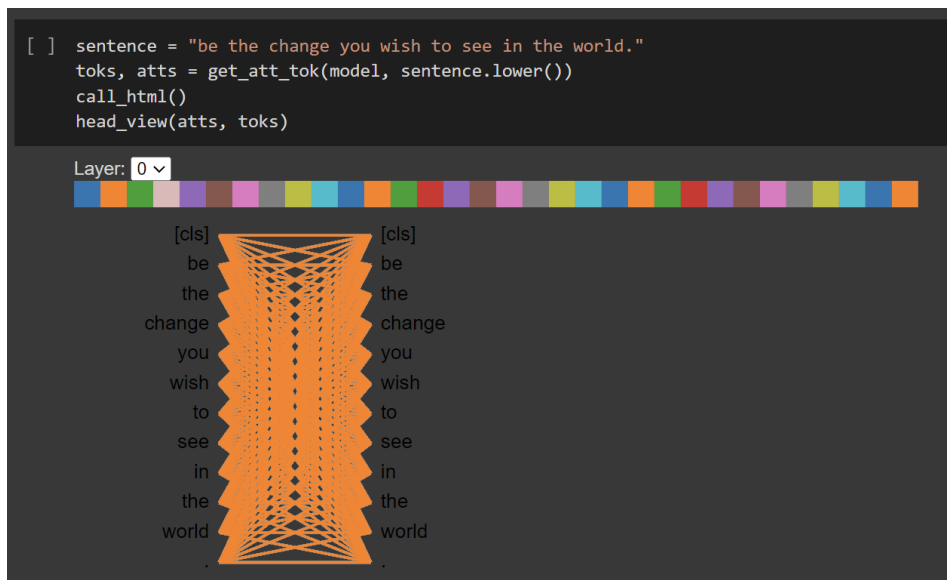 [ ] sentence = "be the change you wish to see in the world."
toks, atts = get_att_tok(model, sentence.lower())
call_html()
head_view(atts, toks)
Layer: 0
[cls] [cls]
be be
the the
change change
you you
wish wish
to to
see see
in in
the the
world world
. .